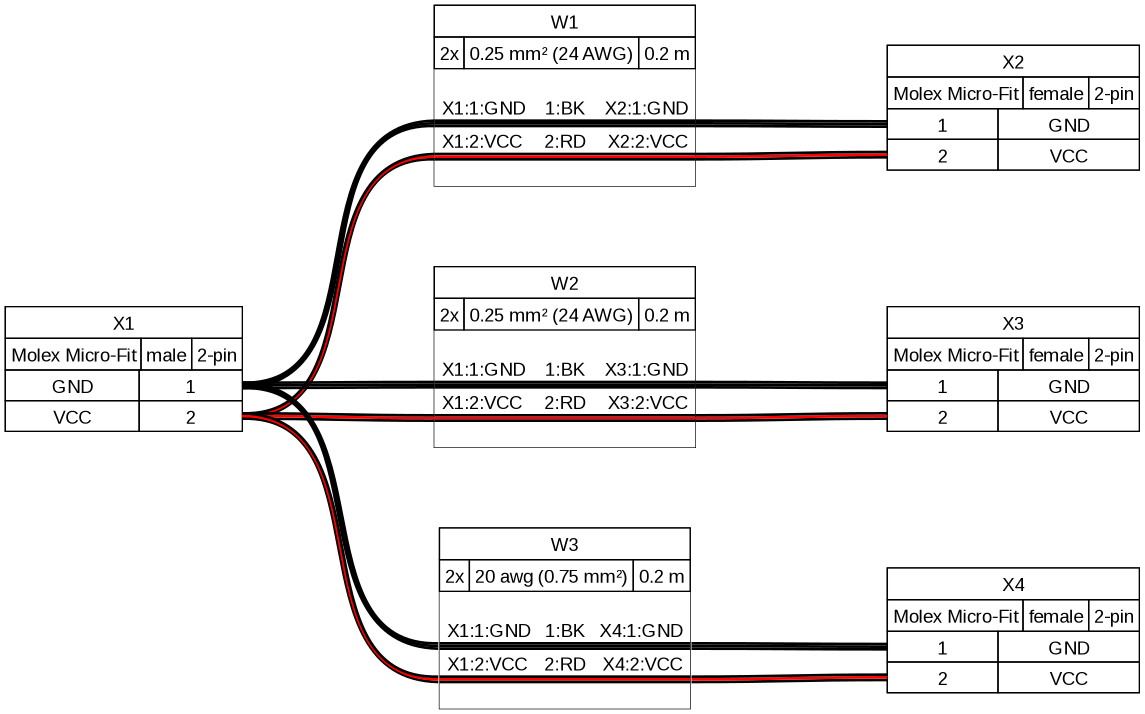 W1
2x 0.25 mm² (24 AWG) 0.2 m
X1:1:GND 1:BK X2:1:GND
X1:2:VCC 2:RD X2:2:VCC
X2
Molex Micro-Fit female 2-pin
1 GND
2 VCC
X1
Molex Micro-Fit male 2-pin
GND 1
VCC 2
W2
2x 0.25 mm² (24 AWG) 0.2 m
X1:1:GND 1:BK X3:1:GND
X1:2:VCC 2:RD X3:2:VCC
X3
Molex Micro-Fit female 2-pin
1 GND
2 VCC
W3
2x 20 awg (0.75 mm²) 0.2 m
X1:1:GND 1:BK X4:1:GND
X1:2:VCC 2:RD X4:2:VCC
X4
Molex Micro-Fit female 2-pin
1 GND
2 VCC